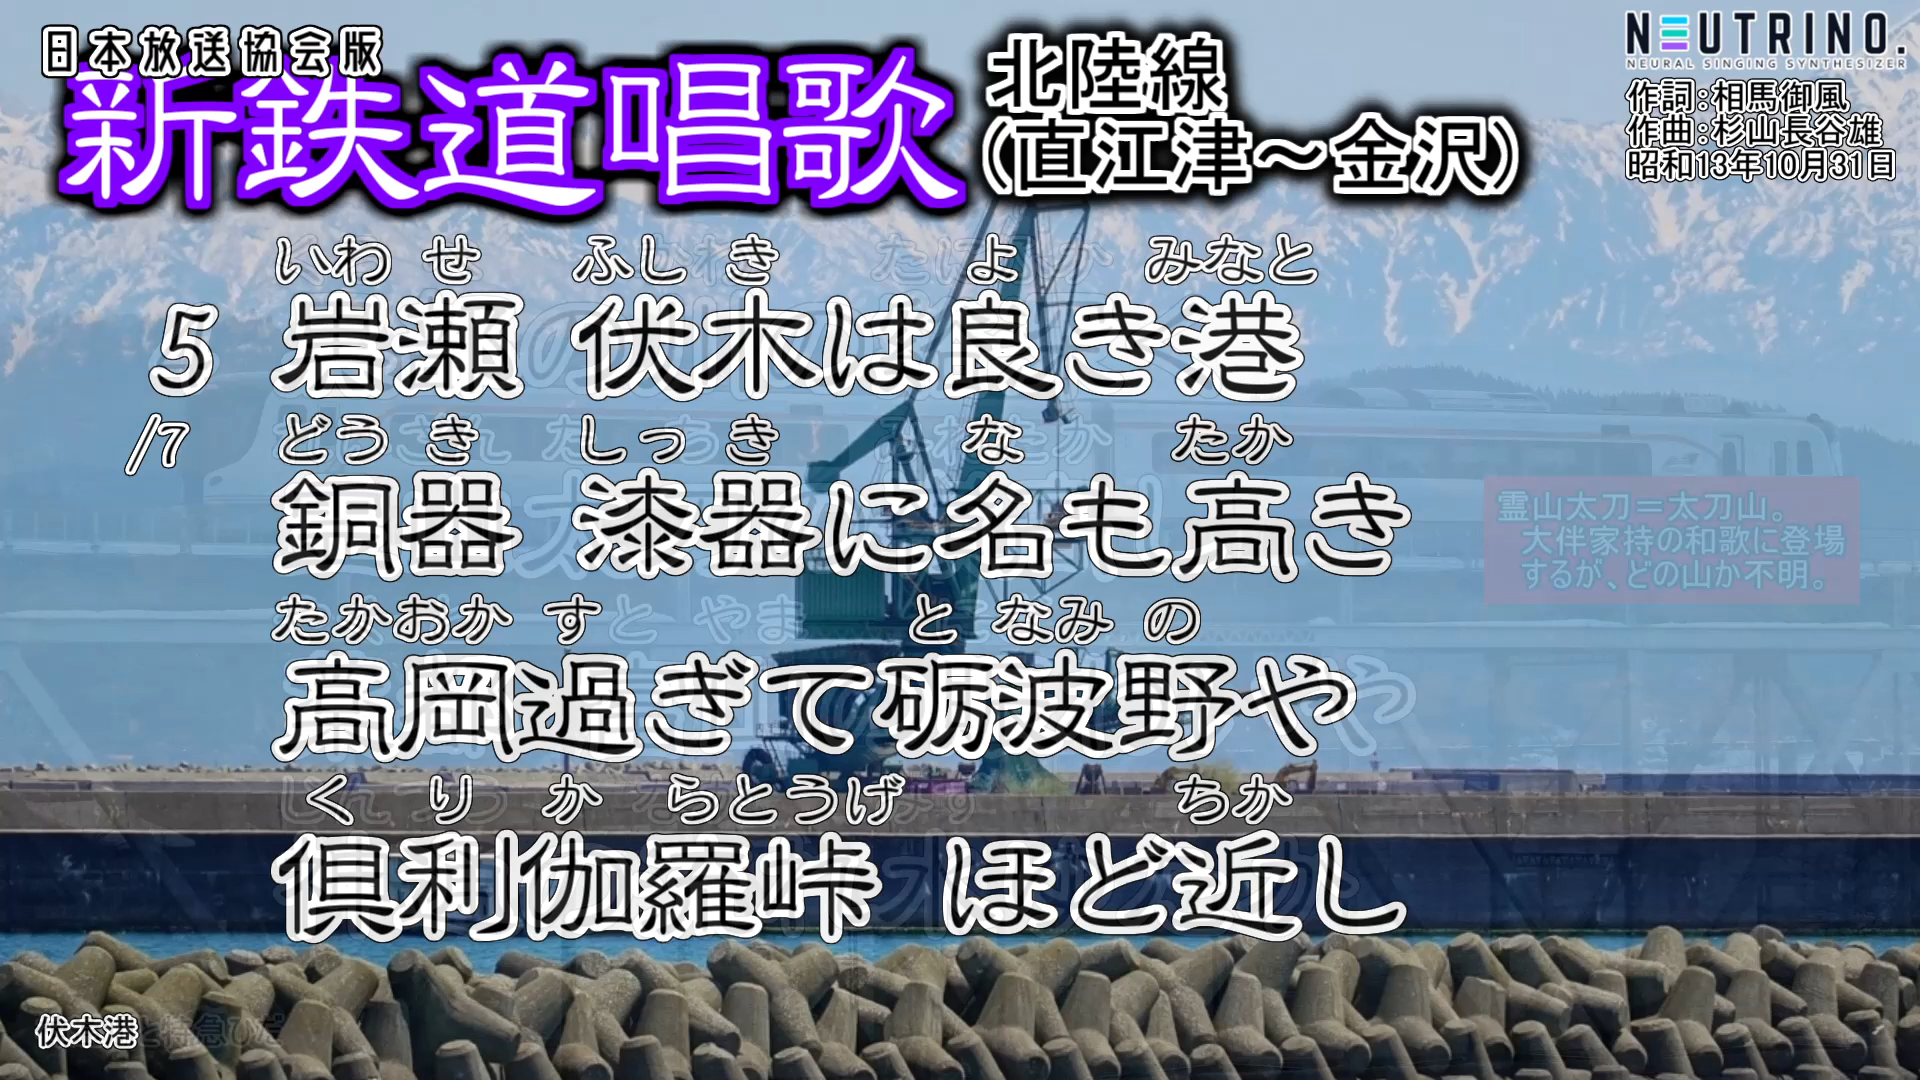 日本放送協会版
新鉄道唱歌
北陸線
(直江津～金沢)
NEUTRINO.
NEURAL SINGING SYNTHESIZER
作詞:相馬御風
作曲:杉山長谷雄
昭和13年10月31日
いわ せ ふし き よ みなと
5 岩瀬 伏木は良き港
/7 どう き しっ き な たか
銅器 漆器に名も高き
たかおか す と なみ の
高岡過ぎて砺波野や
く り か らとうげ ちか
倶利伽羅峠 ほど近し
霊山太刀＝太刀山。
大伴家持の和歌に登場
するが、どの山か不明。
伏木港